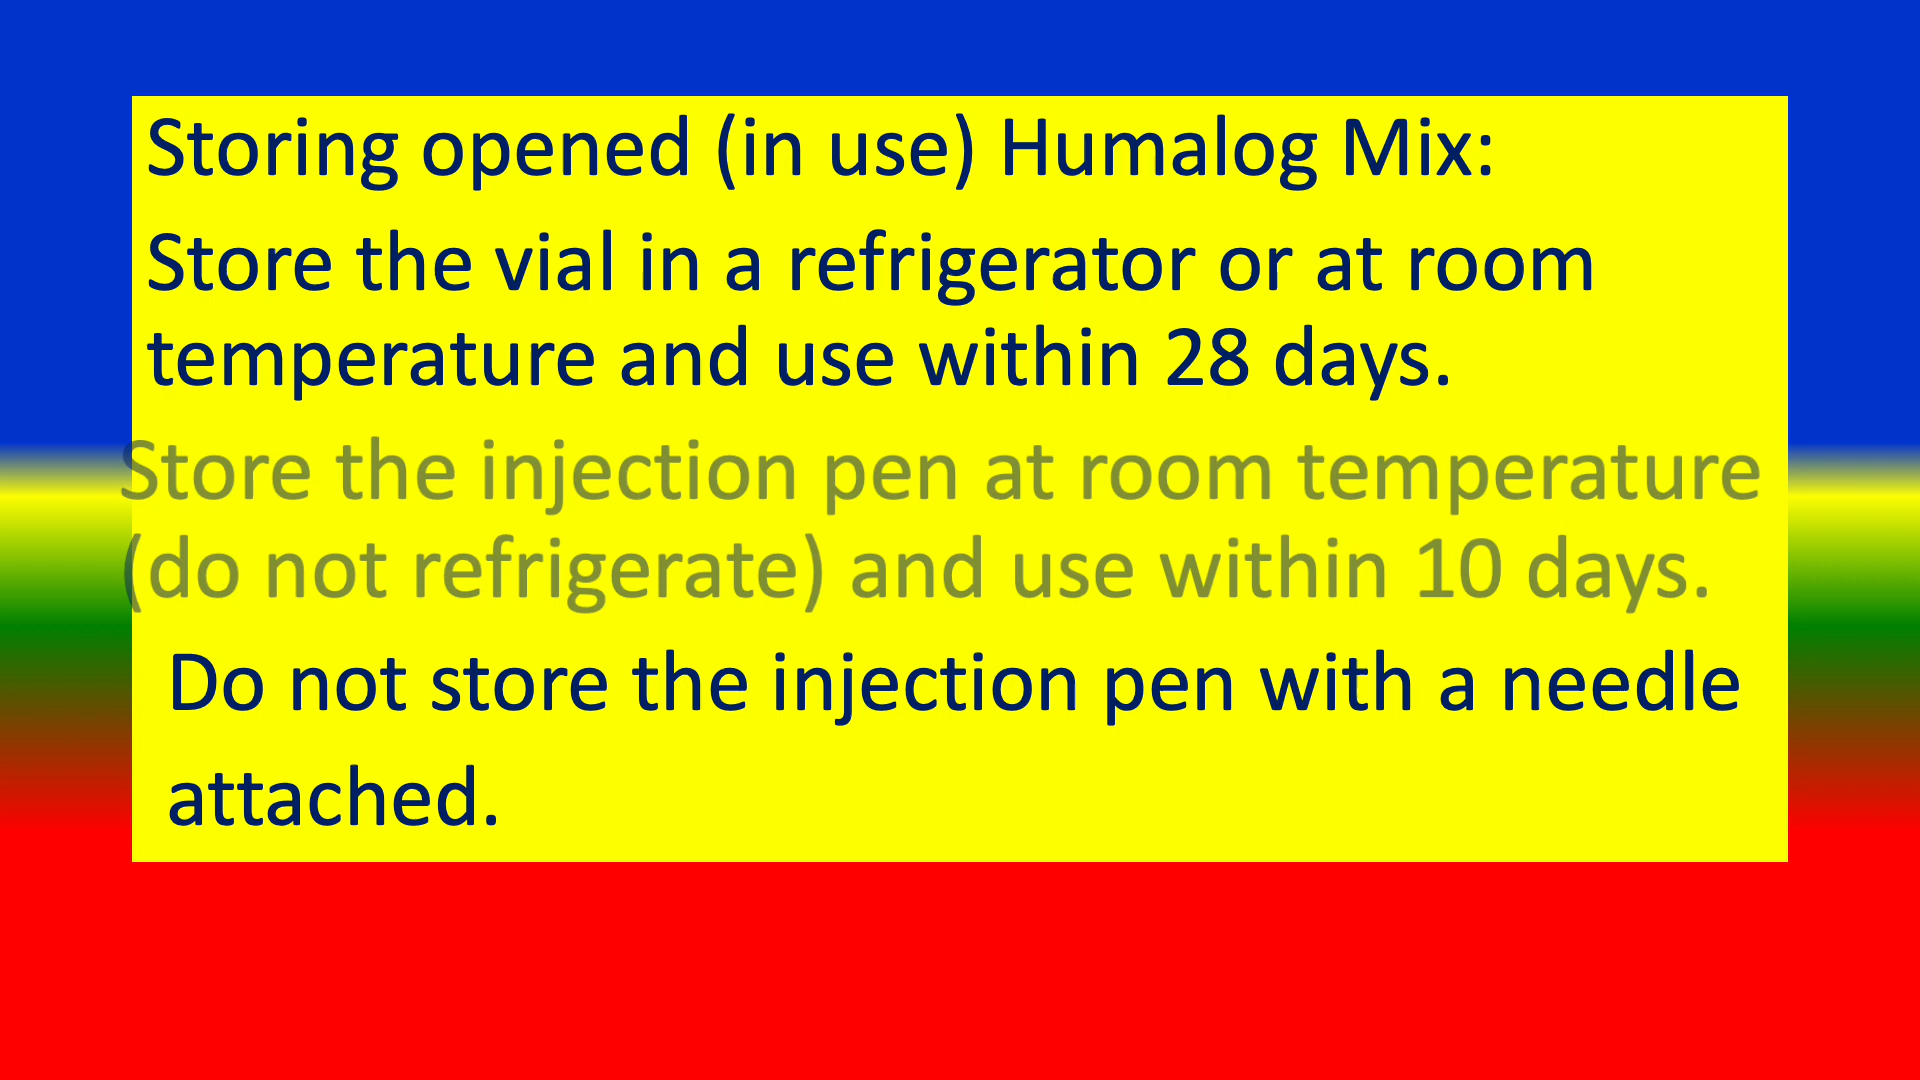 Storing opened (in use) Humalog Mix:
Store the vial in a refrigerator or at room
temperature and use within 28 days.
Store the injection pen at room temperature
(do not refrigerate) and use within 10 days.
Do not store the injection pen with a needle
attached.